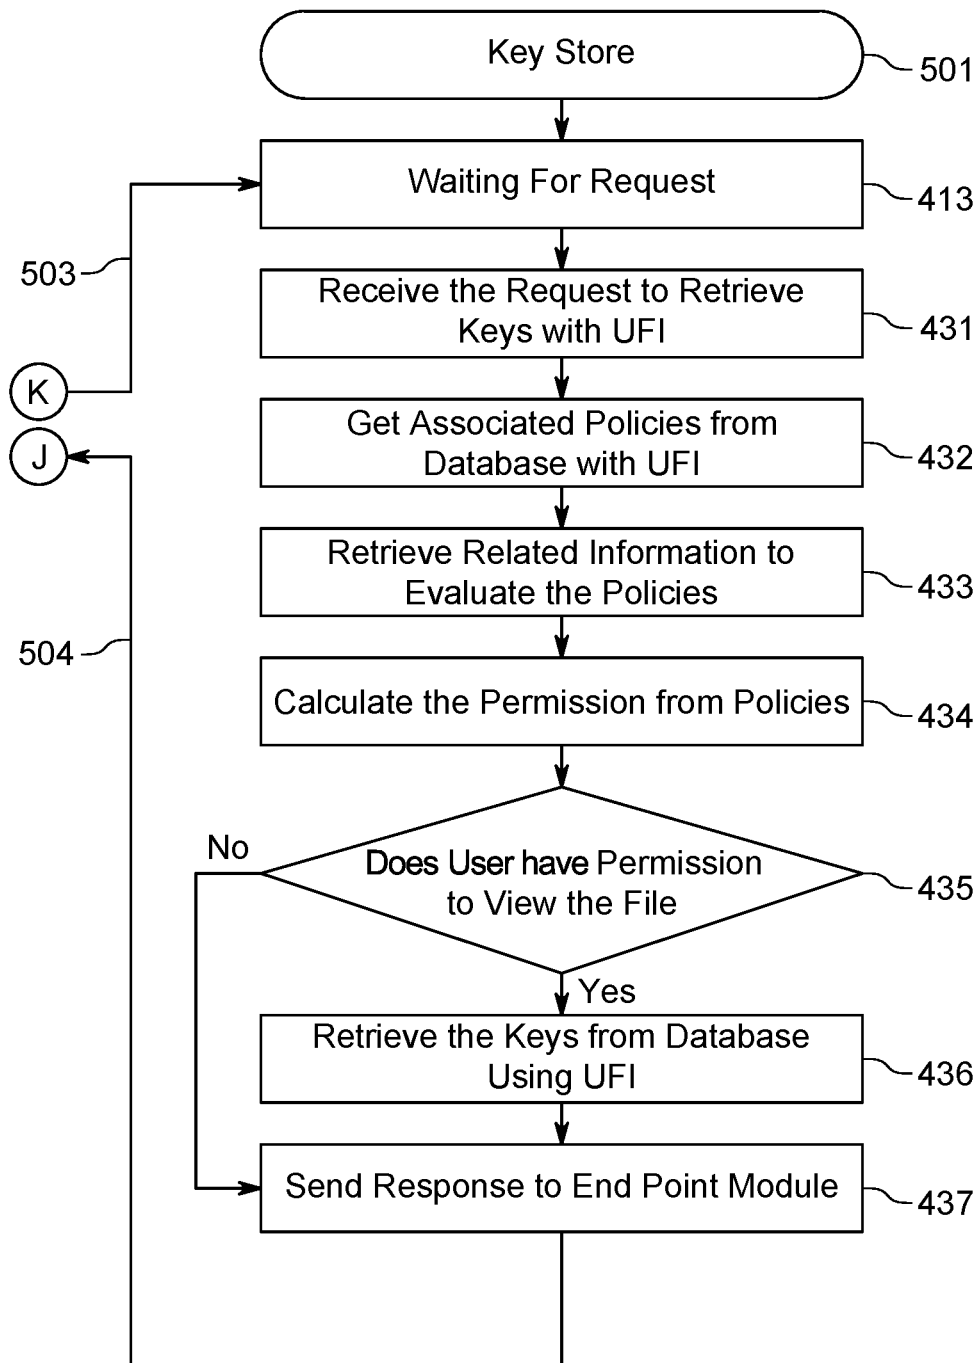 Key Store
501
Waiting For Request
413
503
Receive the Request to Retrieve
Keys with UFI
431
K
Get Associated Policies from
Database with UFI
432
J
Retrieve Related Information to
Evaluate the Policies
433
504
Calculate the Permission from Policies
434
No
Does User have Permission
to View the File
435
Yes
Retrieve the Keys from Database
Using UFI
436
Send Response to End Point Module
437